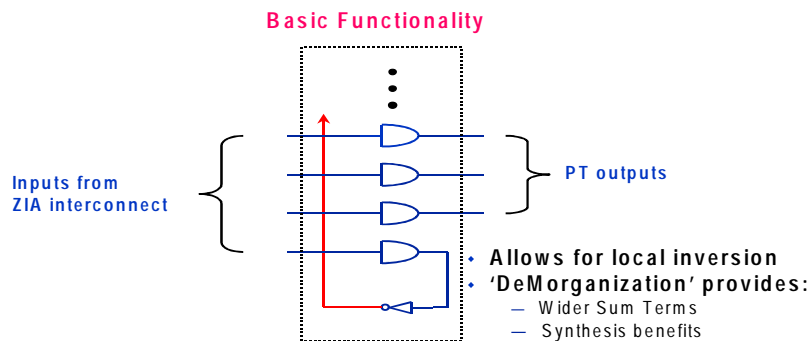 Basic Functionality
Inputs from
ZIA interconnect
PT outputs
• Allows for local inversion
• ‘DeMorganization’ provides:
— Wider Sum Terms
— Synthesis benefits